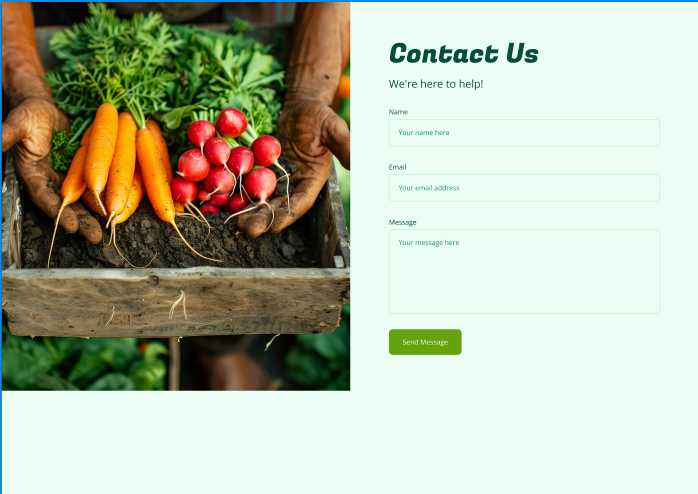 Contact Us
We're here to help!
Name
Your name here
Email
Your email address
Message
Your message here
Send Message